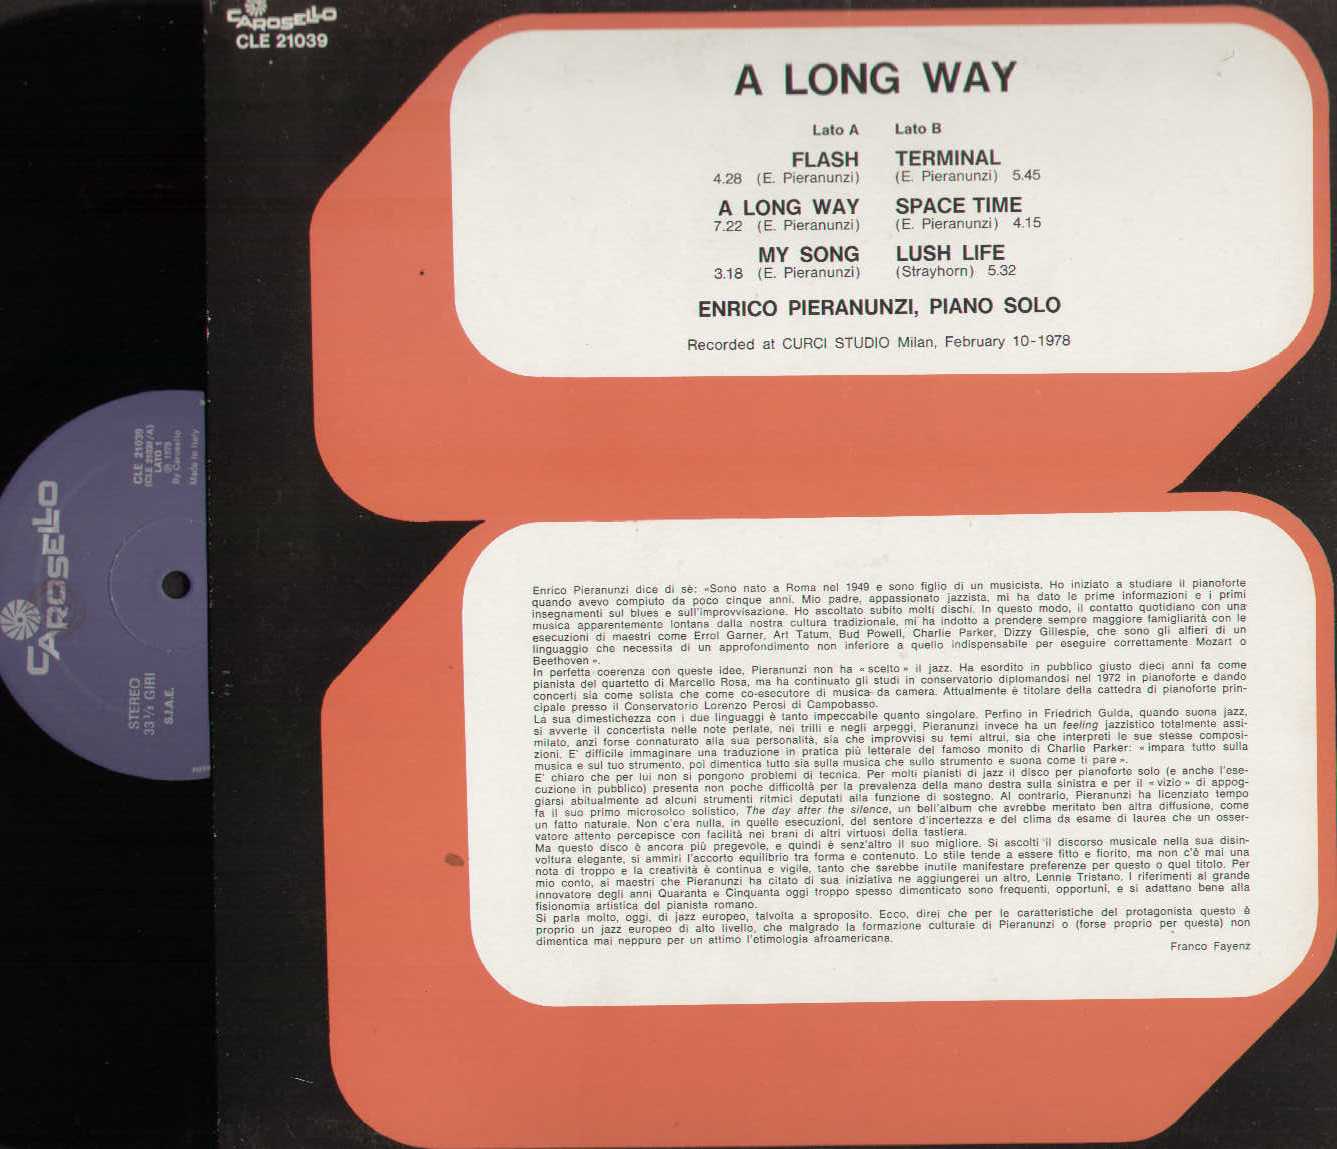 CAROSELLO
CLE 21039
A LONG WAY
Lato A
FLASH
4.28 (E. Pieranunzi)
A LONG WAY
7.22 (E. Pieranunzi)
MY SONG
3.18 (E. Pieranunzi)
Lato B
TERMINAL
(E. Pieranunzi) 5.45
SPACE TIME
(E. Pieranunzi) 4.15
LUSH LIFE
(Strayhorn) 5.32
ENRICO PIERANUNZI, PIANO SOLO
Recorded at CURCI STUDIO Milan, February 10-1978
Enrico Pieranunzi dice di sè: «Sono nato a Roma nel 1949 e sono figlio di un musicista. Ho iniziato a studiare il pianoforte
quando avevo compiuto da poco cinque anni. Mio padre, appassionato jazzista, mi ha dato le prime informazioni e i primi
insegnamenti sul blues e sull'improvvisazione. Ho ascoltato subito molti dischi. In questo modo, il contatto quotidiano con una
musica apparentemente lontana dalla nostra cultura tradizionale, mi ha indotto a prendere sempre maggiore famigliarità con le
esecuzioni di maestri come Errol Garner, Art Tatum, Bud Powell, Charlie Parker, Dizzy Gillespie, che sono gli alfieri di un
linguaggio che necessita di un approfondimento non inferiore a quello indispensabile per eseguire correttamente Mozart o
Beethoven».
In perfetta coerenza con queste idee, Pieranunzi non ha «scelto» il jazz. Ha esordito in pubblico giusto dieci anni fa come
pianista del quartetto di Marcello Rosa, ma ha continuato gli studi in conservatorio diplomandosi nel 1972 in pianoforte e dando
concerti sia come solista che come co-esecutore di musica da camera. Attualmente è titolare della cattedra di pianoforte prin-
cipale presso il Conservatorio Lorenzo Perosi di Campobasso.
La sua dimestichezza con i due linguaggi è tanto impeccabile quanto singolare. Perfino in Friedrich Gulda, quando suona jazz,
si avverte il concertista nelle note perlate, nei trilli e negli arpeggi. Pieranunzi invece ha un feeling jazzistico totalmente assi-
milato, anzi forse connaturato alla sua personalità, sia che improvvisi su temi altrui, sia che interpreti le sue stesse composi-
zioni. E' difficile immaginare una traduzione in pratica più letterale del famoso monito di Charlie Parker: «impara tutto sulla
musica e sul tuo strumento, poi dimentica tutto sia sulla musica che sullo strumento e suona come ti pare».
E' chiaro che per lui non si pongono problemi di tecnica. Per molti pianisti di jazz il disco per pianoforte solo (e anche l'ese-
cuzione in pubblico) presenta non poche difficoltà per la prevalenza della mano destra sulla sinistra e per il «vizio» di appog-
giarsi abitualmente ad alcuni strumenti ritmici deputati alla funzione di sostegno. Al contrario, Pieranunzi ha licenziato tempo
fa il suo primo microsolco solistico, The day after the silence, un bell'album che avrebbe meritato ben altra diffusione, come
un fatto naturale. Non c'era nulla, in quelle esecuzioni, del sentore d'incertezza e del clima da esame di laurea che un osser-
vatore attento percepisce con facilità nei brani di altri virtuosi della tastiera.
Ma questo disco è ancora più pregevole, e quindi è senz'altro il suo migliore. Si ascolti il discorso musicale nella sua disin-
voltura elegante, si ammiri l'accorto equilibrio tra forma e contenuto. Lo stile tende a essere fitto e fiorito, ma non c'è mai una
nota di troppo e la creatività è continua e vigile, tanto che sarebbe inutile manifestare preferenze per questo o quel titolo. Per
mio conto, ai maestri che Pieranunzi ha citato di sua iniziativa ne aggiungerei un altro, Lennie Tristano. I riferimenti al grande
innovatore degli anni Quaranta e Cinquanta oggi troppo spesso dimenticato sono frequenti, opportuni, e si adattano bene alla
fisionomia artistica del pianista romano.
Si parla molto, oggi, di jazz europeo, talvolta a sproposito. Ecco, direi che per le caratteristiche del protagonista questo è
proprio un jazz europeo di alto livello, che malgrado la formazione culturale di Pieranunzi o (forse proprio per questa) non
dimentica mai neppure per un attimo l'etimologia afroamericana.
Franco Fayenz
CAROSELLO
STEREO
33 1/3 GIRI
S.I.A.E.
CLE 21039
(CLE 21039/A)
LATO 1
℗ 1978
By Carosello
Made in Italy